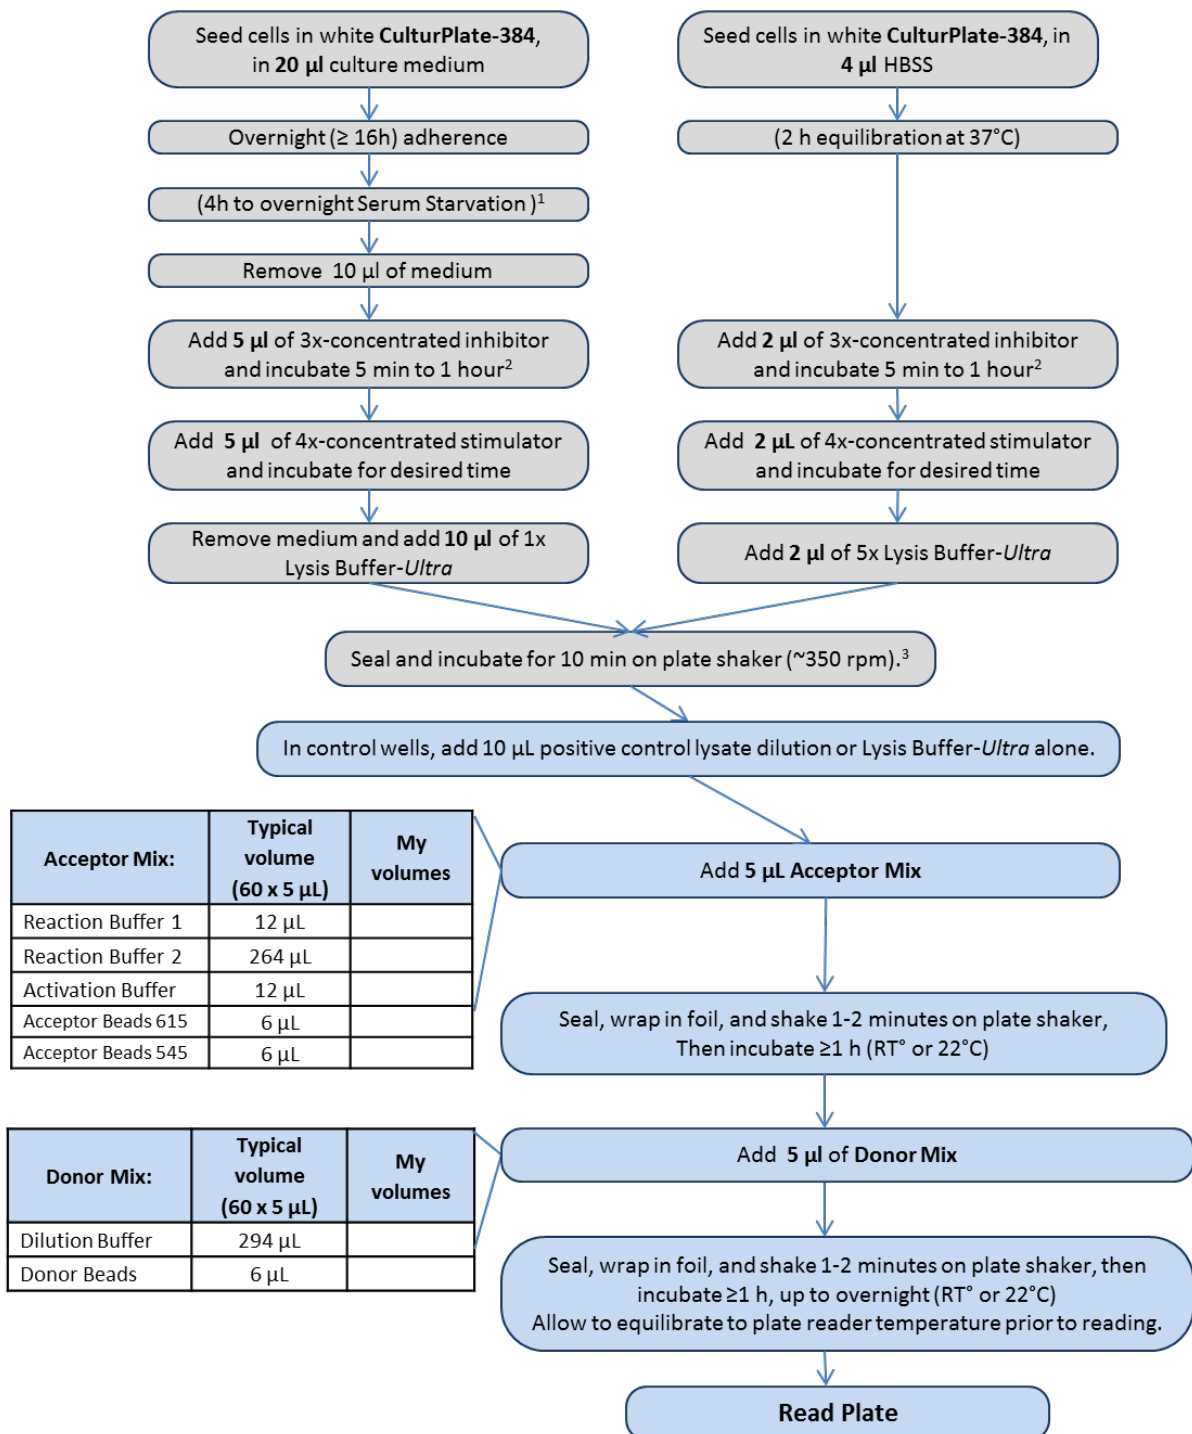 Seed cells in white CulturPlate-384,
in 20 µl culture medium
Overnight (≥ 16h) adherence
(4h to overnight Serum Starvation )1
Remove 10 µl of medium
Add 5 µl of 3x-concentrated inhibitor
and incubate 5 min to 1 hour2
Add 5 µl of 4x-concentrated stimulator
and incubate for desired time
Remove medium and add 10 µl of 1x
Lysis Buffer-Ultra
Seed cells in white CulturPlate-384, in
4 µl HBSS
(2 h equilibration at 37°C)
Add 2 µl of 3x-concentrated inhibitor
and incubate 5 min to 1 hour2
Add 2 µL of 4x-concentrated stimulator
and incubate for desired time
Add 2 µl of 5x Lysis Buffer-Ultra
Seal and incubate for 10 min on plate shaker (~350 rpm).3
In control wells, add 10 µL positive control lysate dilution or Lysis Buffer-Ultra alone.
Acceptor Mix:
Typical
volume
(60 x 5 µL)
My
volumes
Reaction Buffer 1 12 µL
Reaction Buffer 2 264 µL
Activation Buffer 12 µL
Acceptor Beads 615 6 µL
Acceptor Beads 545 6 µL
Add 5 µL Acceptor Mix
Seal, wrap in foil, and shake 1-2 minutes on plate shaker,
Then incubate ≥1 h (RT° or 22°C)
Donor Mix:
Typical
volume
(60 x 5 µL)
My
volumes
Dilution Buffer 294 µL
Donor Beads 6 µL
Add 5 µl of Donor Mix
Seal, wrap in foil, and shake 1-2 minutes on plate shaker, then
incubate ≥1 h, up to overnight (RT° or 22°C)
Allow to equilibrate to plate reader temperature prior to reading.
Read Plate